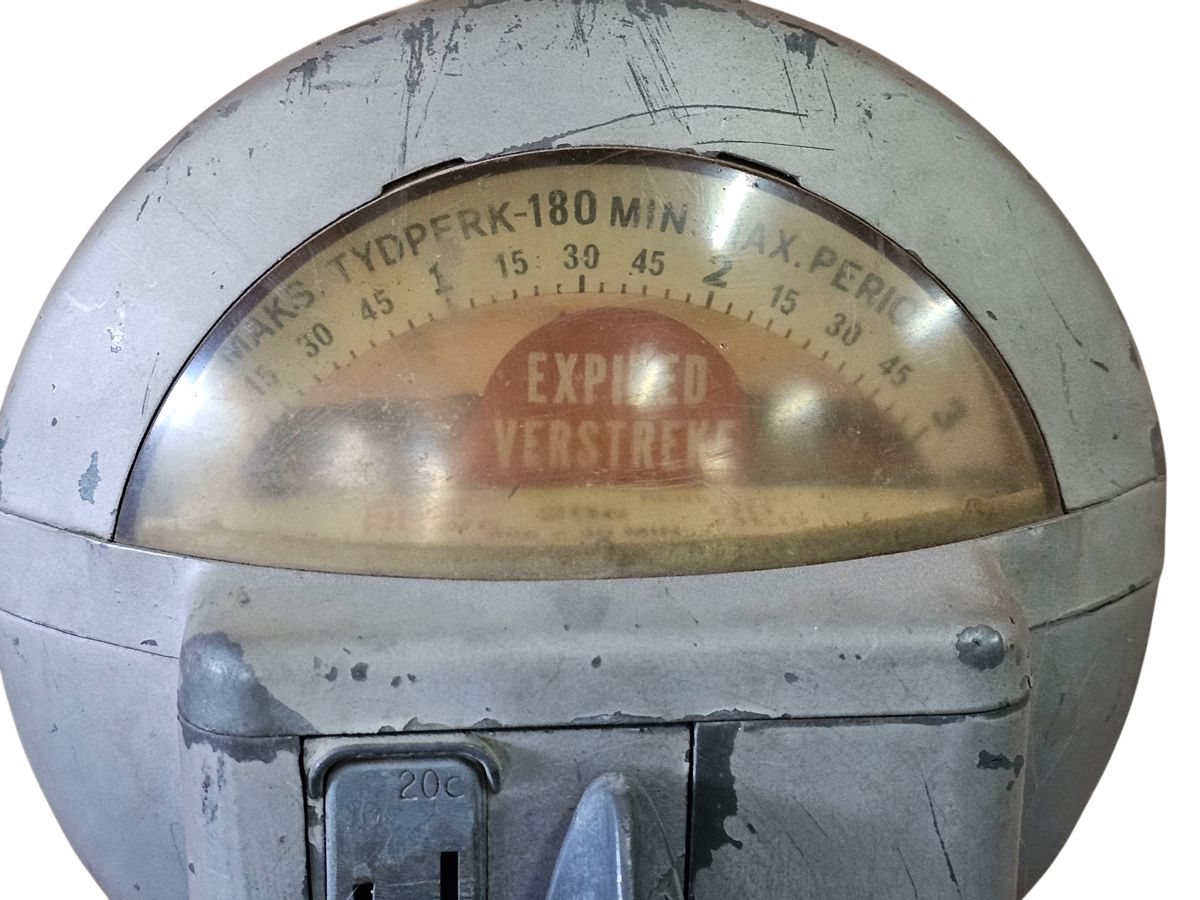 MAKS. TYDPERK-180 MIN. MAX. PERIOD
15 30 45 1 15 30 45 2 15 30 45 3
EXPIRED
VERSTREKE
20c